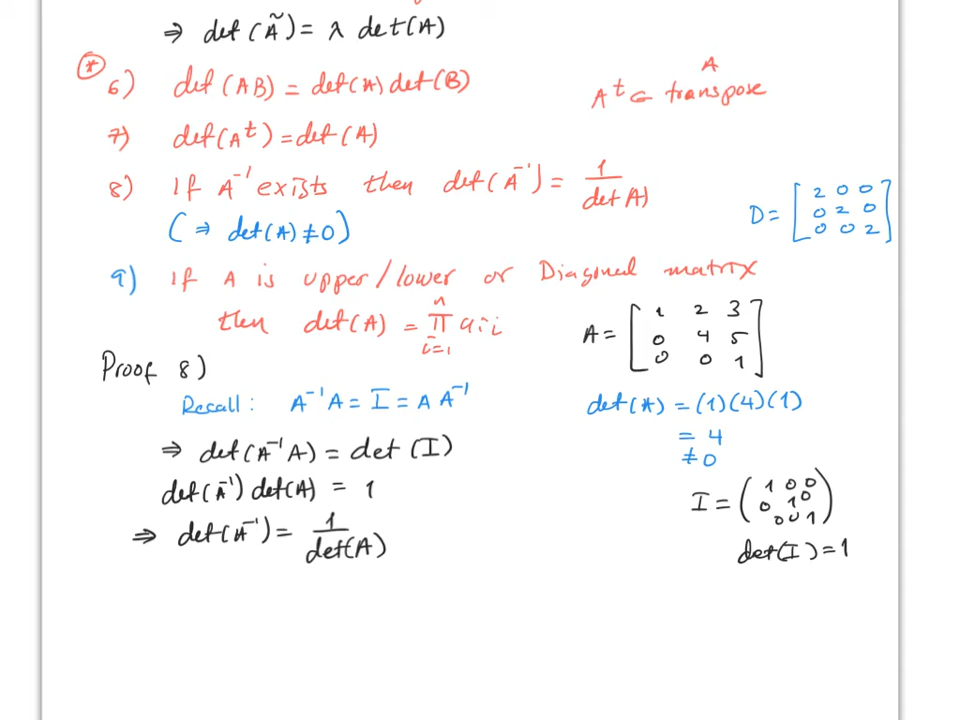 ⇒ det(Ã) = λ det(A)
* 6) det(AB) = det(A) det(B)
A
Aᵗ ← transpose
7) det(Aᵗ) = det(A)
8) If A⁻¹ exists then det(A⁻¹) = 1/det A)
(⇒ det(A) ≠ 0)
D = [2 0 0
0 2 0
0 0 2]
9) If A is upper/lower or Diagonal matrix
then det(A) = n π i=1 aii
A = [1 2 3
0 4 5
0 0 1]
Proof 8)
Recall: A⁻¹A = I = A A⁻¹
det(A) = (1)(4)(1)
= 4
≠ 0
⇒ det(A⁻¹A) = det (I)
det(A⁻¹) det(A) = 1
⇒ det(A⁻¹) = 1/det(A)
I = (1 0 0
0 1 0
0 0 1)
det(I) = 1